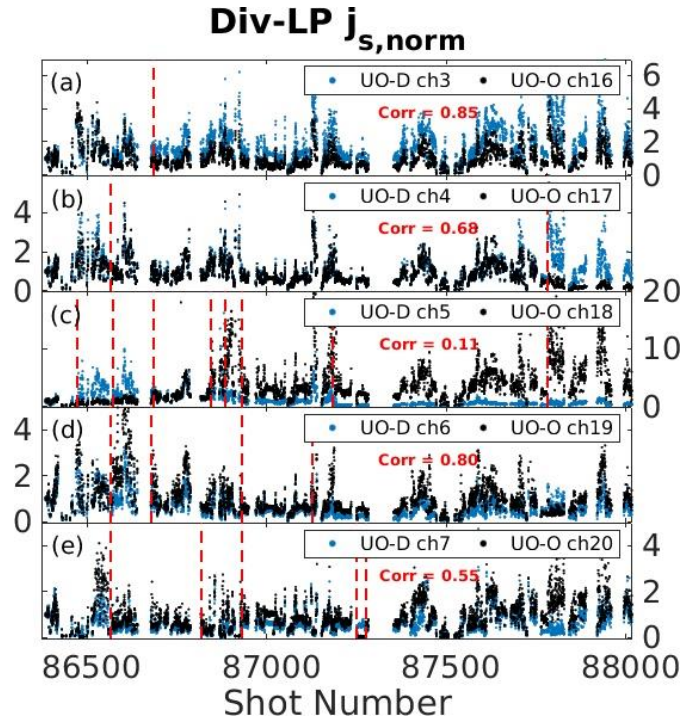 Div-LP j_s,norm
(a) UO-D ch3 UO-O ch16 6
Corr = 0.85 4
2
0
(b) UO-D ch4 UO-O ch17
4 Corr = 0.68
2
0 20
(c) UO-D ch5 UO-O ch18
Corr = 0.11 10
0
(d) UO-D ch6 UO-O ch19
4 Corr = 0.80
2
0
(e) UO-D ch7 UO-O ch20 4
Corr = 0.55
2
0
86500 87000 87500 88000
Shot Number